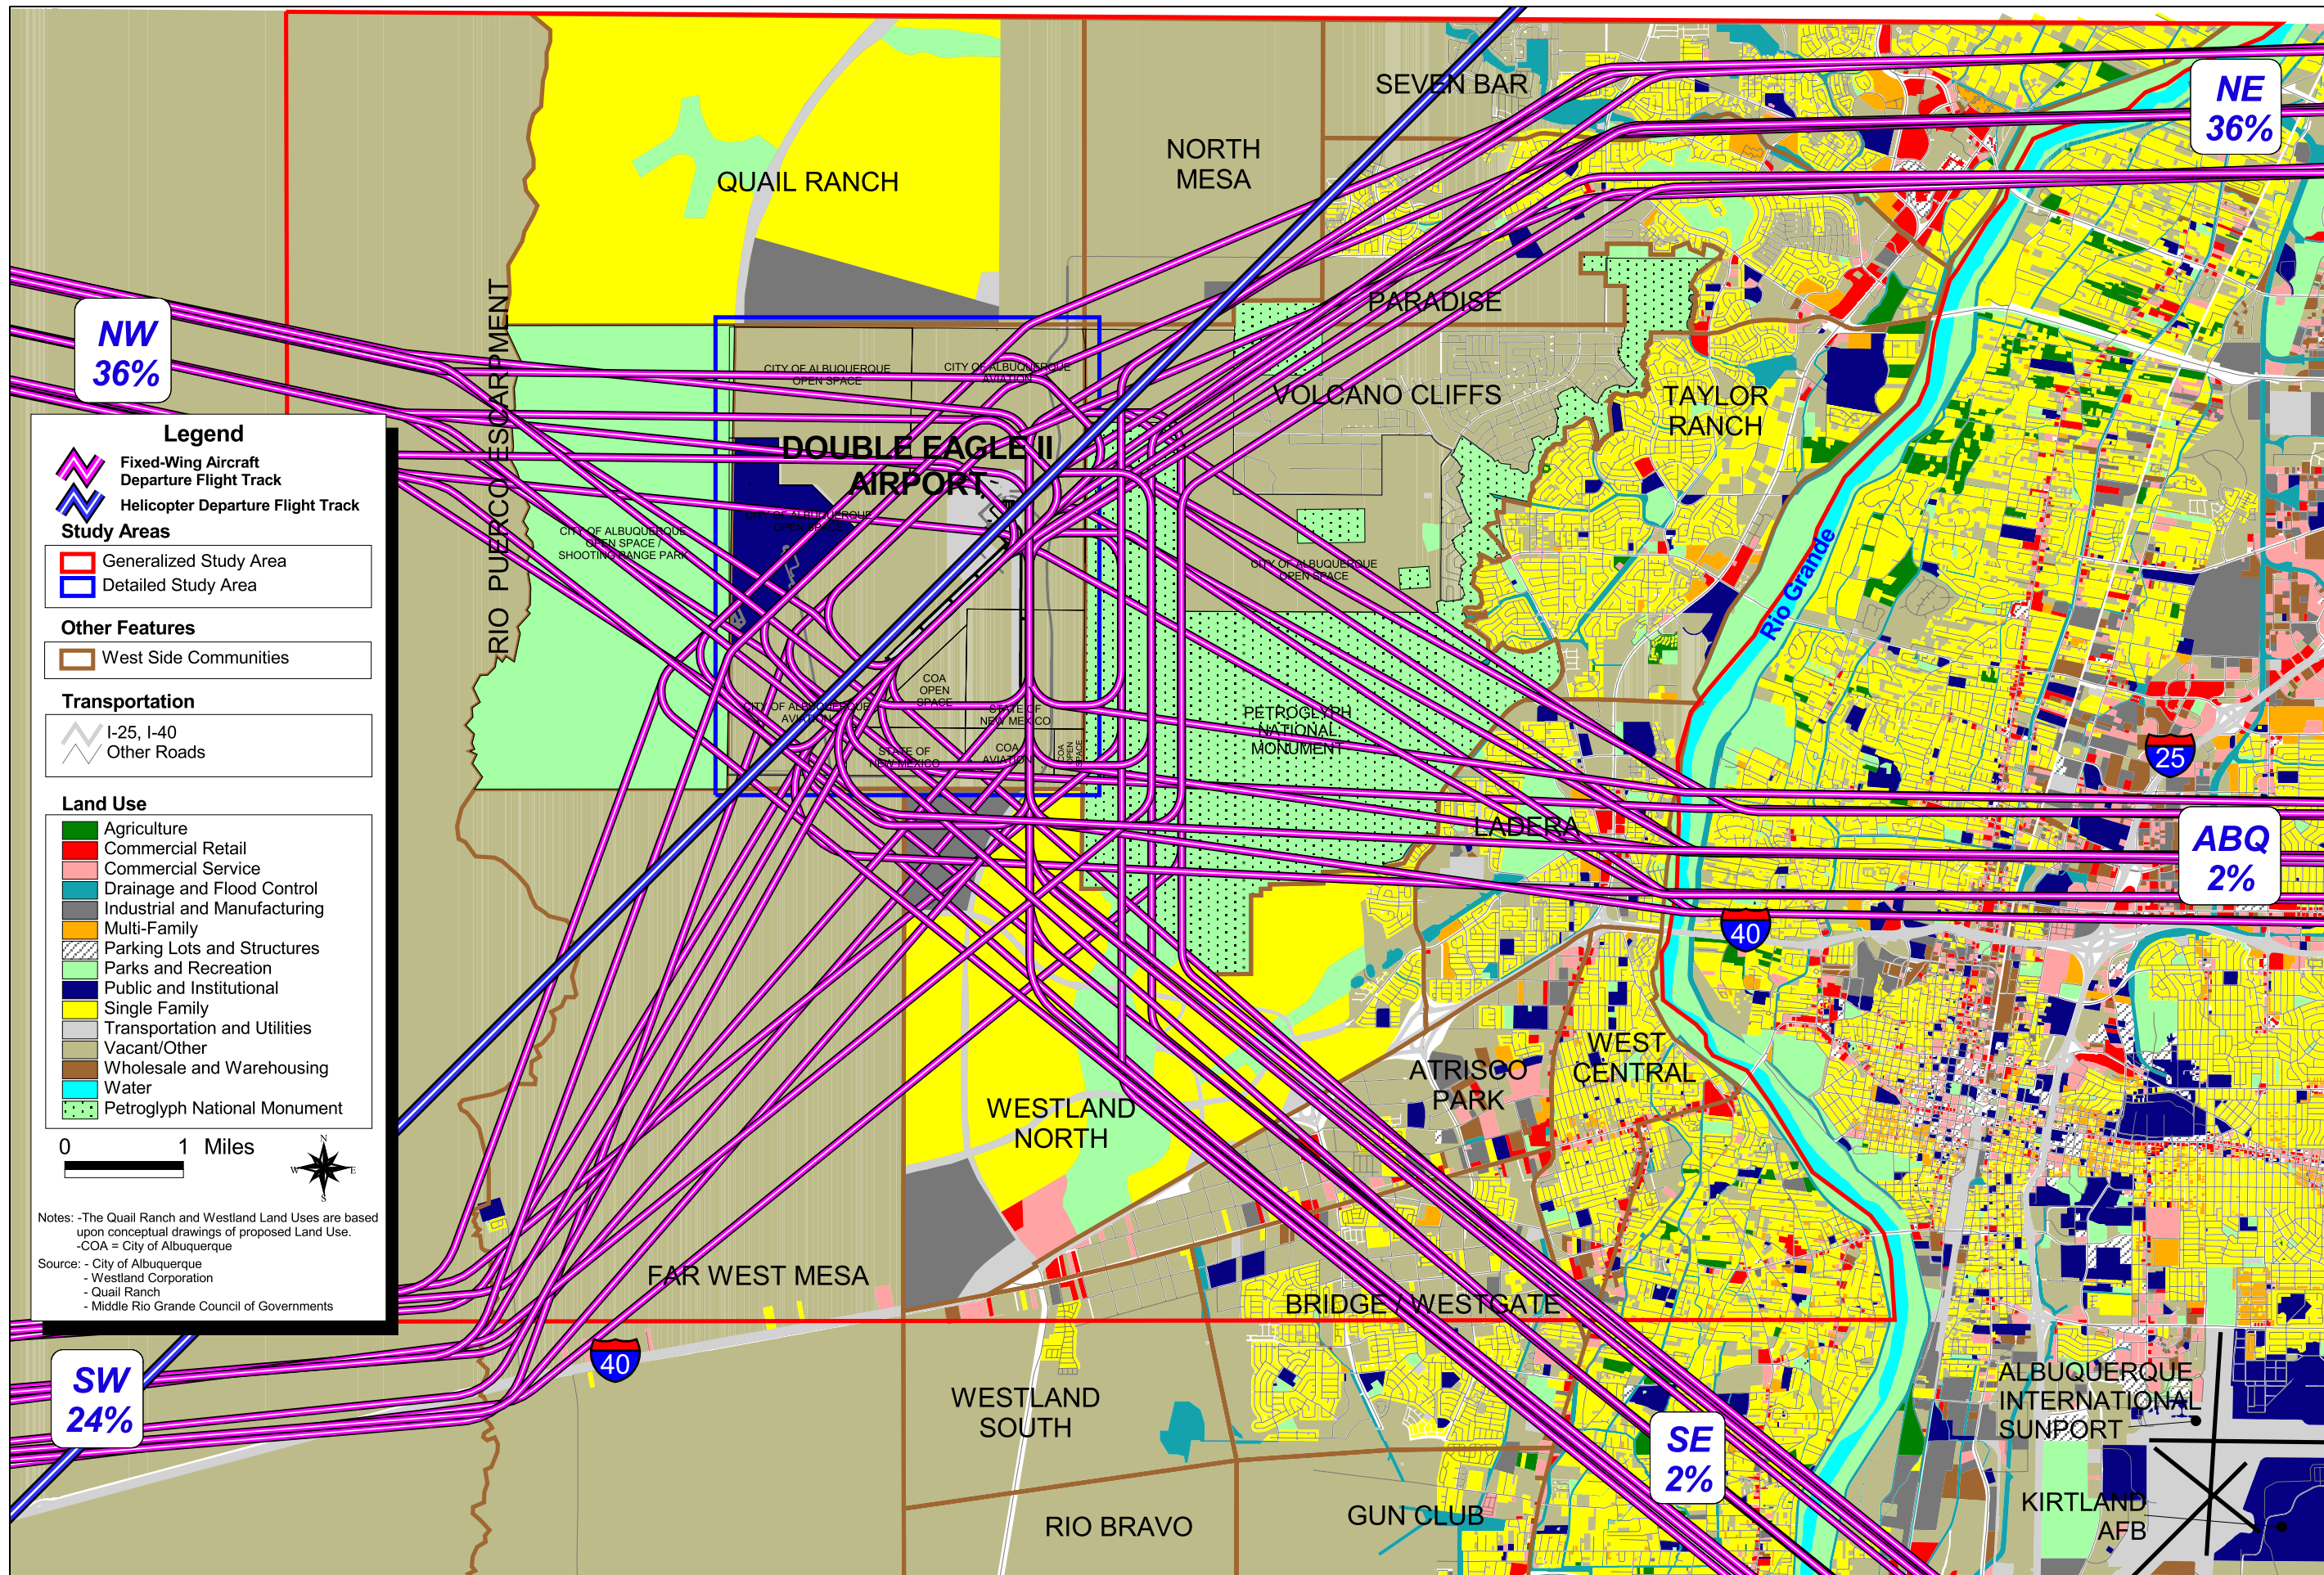 SEVEN BAR
NE
36%
NORTH
MESA
QUAIL RANCH
PARADISE
NW
36%
RIO PUERCO ESCARPMENT
CITY OF ALBUQUERQUE
OPEN SPACE
CITY OF ALBUQUERQUE
AVIATION
VOLCANO CLIFFS
TAYLOR
RANCH
DOUBLE EAGLE II
AIRPORT
CITY OF ALBUQUERQUE
OPEN SPACE
CITY OF ALBUQUERQUE
OPEN SPACE /
SHOOTING RANGE PARK
CITY OF ALBUQUERQUE
OPEN SPACE
Rio Grande
COA
OPEN
SPACE
CITY OF ALBUQUERQUE
AVIATION
STATE OF
NEW MEXICO
STATE OF
NEW MEXICO
COA
AVIATION
COA
OPEN
SPACE
PETROGLYPH
NATIONAL
MONUMENT
25
LADERA
ABQ
2%
40
WEST
CENTRAL
ATRISCO
PARK
WESTLAND
NORTH
FAR WEST MESA
BRIDGE / WESTGATE
40
SW
24%
WESTLAND
SOUTH
SE
2%
ALBUQUERQUE
INTERNATIONAL
SUNPORT
KIRTLAND
AFB
RIO BRAVO
GUN CLUB
Legend
Fixed-Wing Aircraft
Departure Flight Track
Helicopter Departure Flight Track
Study Areas
Generalized Study Area
Detailed Study Area
Other Features
West Side Communities
Transportation
I-25, I-40
Other Roads
Land Use
Agriculture
Commercial Retail
Commercial Service
Drainage and Flood Control
Industrial and Manufacturing
Multi-Family
Parking Lots and Structures
Parks and Recreation
Public and Institutional
Single Family
Transportation and Utilities
Vacant/Other
Wholesale and Warehousing
Water
Petroglyph National Monument
0 1 Miles
N
W E
S
Notes: -The Quail Ranch and Westland Land Uses are based
upon conceptual drawings of proposed Land Use.
-COA = City of Albuquerque
Source: - City of Albuquerque
- Westland Corporation
- Quail Ranch
- Middle Rio Grande Council of Governments